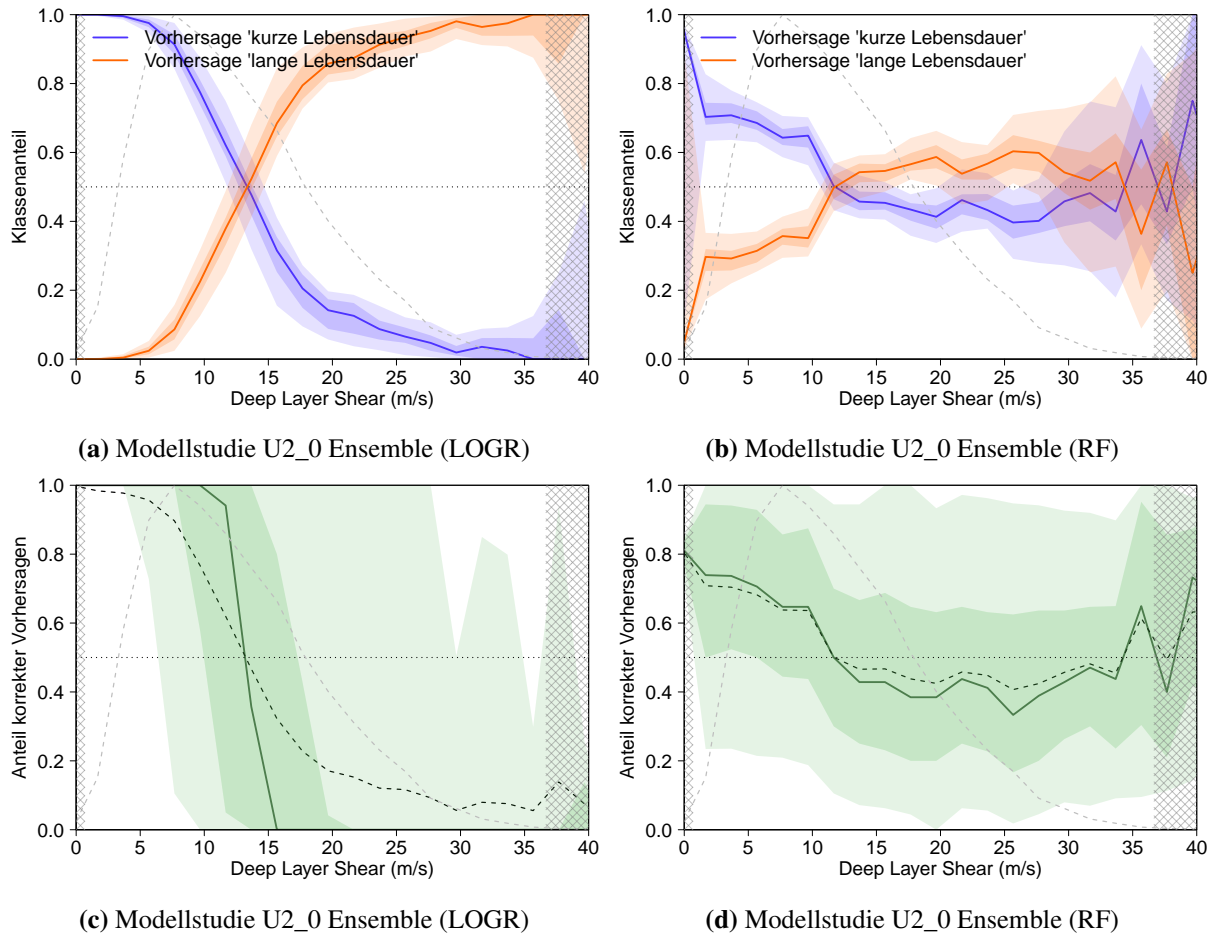 Vorhersage 'kurze Lebensdauer'
Vorhersage 'lange Lebensdauer'
Klassenanteil
1.0
0.8
0.6
0.4
0.2
0.0
0 5 10 15 20 25 30 35 40
Deep Layer Shear (m/s)
(a) Modellstudie U2_0 Ensemble (LOGR)
Vorhersage 'kurze Lebensdauer'
Vorhersage 'lange Lebensdauer'
Klassenanteil
1.0
0.8
0.6
0.4
0.2
0.0
0 5 10 15 20 25 30 35 40
Deep Layer Shear (m/s)
(b) Modellstudie U2_0 Ensemble (RF)
Anteil korrekter Vorhersagen
1.0
0.8
0.6
0.4
0.2
0.0
0 5 10 15 20 25 30 35 40
Deep Layer Shear (m/s)
(c) Modellstudie U2_0 Ensemble (LOGR)
Anteil korrekter Vorhersagen
1.0
0.8
0.6
0.4
0.2
0.0
0 5 10 15 20 25 30 35 40
Deep Layer Shear (m/s)
(d) Modellstudie U2_0 Ensemble (RF)